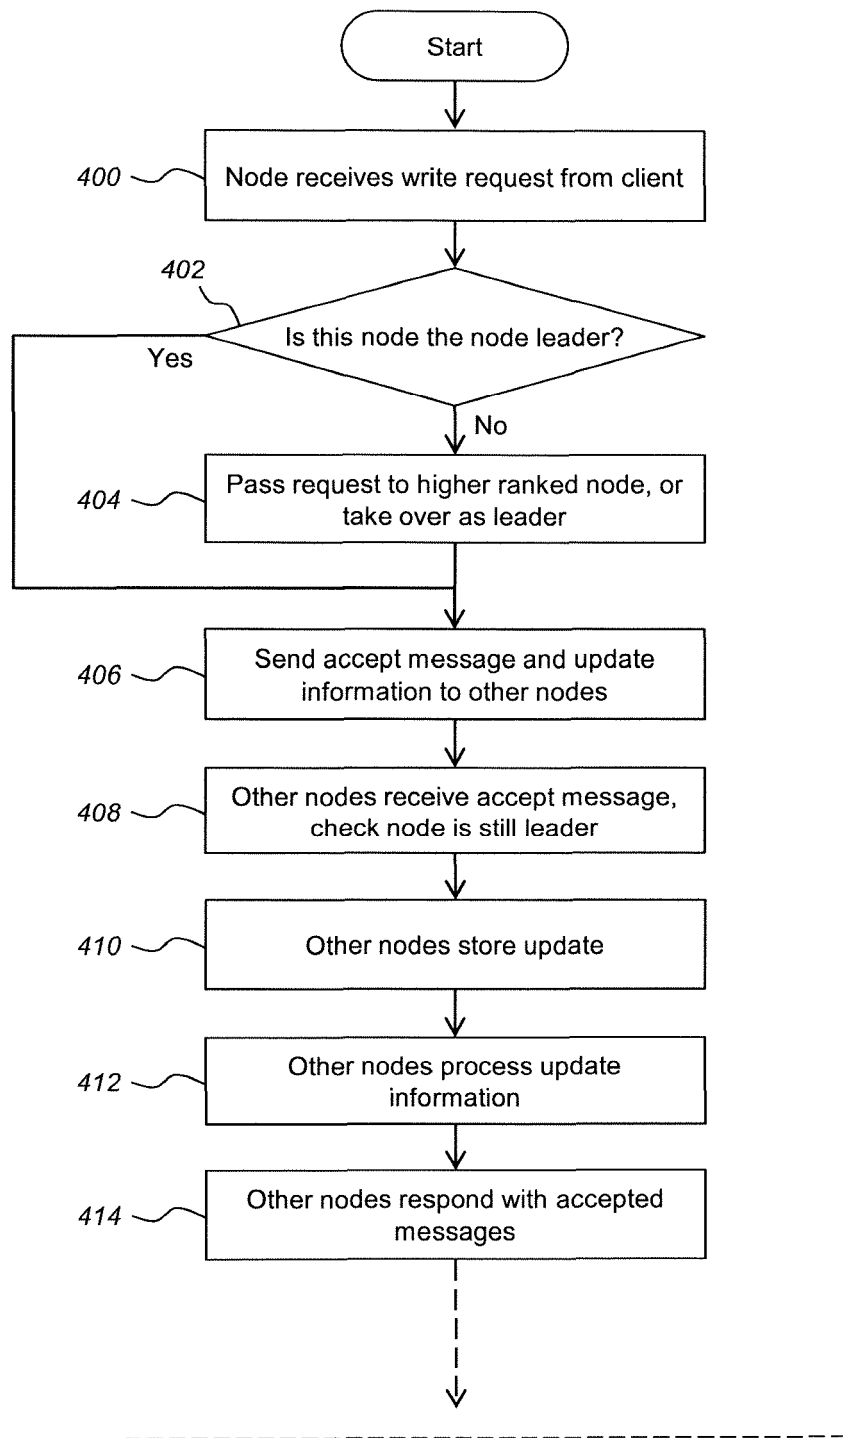 Start
400
Node receives write request from client
402
Is this node the node leader?
Yes
No
404
Pass request to higher ranked node, or
take over as leader
406
Send accept message and update
information to other nodes
408
Other nodes receive accept message,
check node is still leader
410
Other nodes store update
412
Other nodes process update
information
414
Other nodes respond with accepted
messages